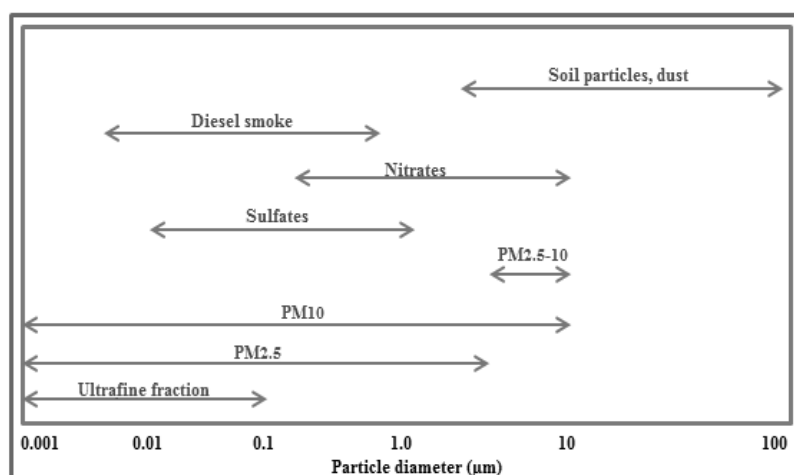 Soil particles, dust
Diesel smoke
Nitrates
Sulfates
PM2.5-10
PM10
PM2.5
Ultrafine fraction
0.001 0.01 0.1 1.0 10 100
Particle diameter (µm)